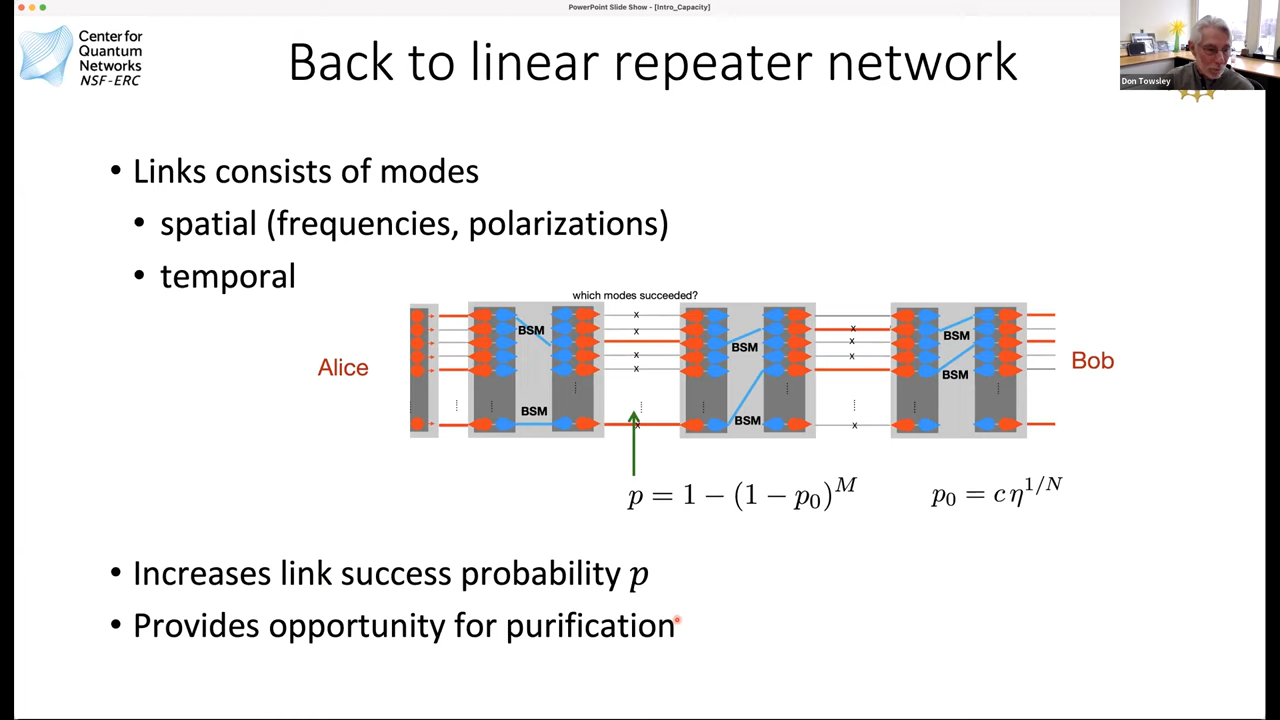 PowerPoint Slide Show - [Intro_Capacity]
Center for
Quantum
Networks
NSF-ERC
Back to linear repeater network
Don Towsley
• Links consists of modes
• spatial (frequencies, polarizations)
• temporal
which modes succeeded?
x
x
x
x
x
x
x
x
x
BSM
BSM
BSM
BSM
BSM
BSM
Alice
Bob
p = 1 − (1 − p₀)^M
p₀ = c η^{1/N}
• Increases link success probability p
• Provides opportunity for purification